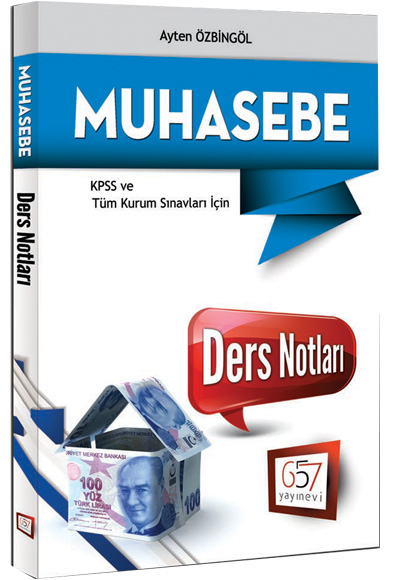 Ayten ÖZBİNGÖL
MUHASEBE
KPSS ve
Tüm Kurum Sınavları İçin
Ders Notları
657
yayınevi
MUHASEBE
Ders Notları
657
100
YÜZ
TÜRK LİRASI